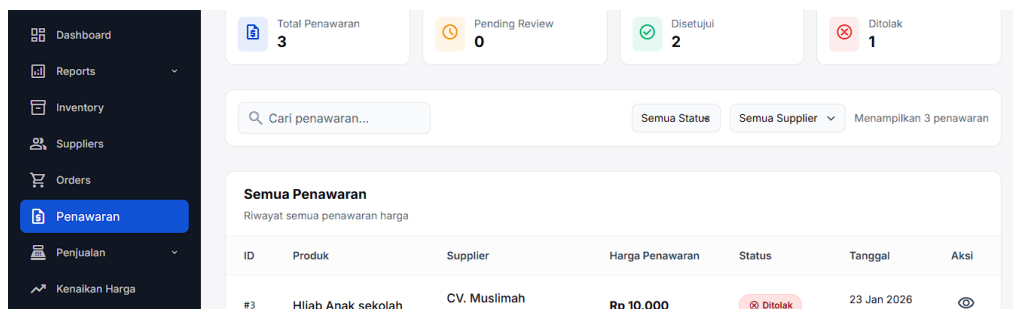 Dashboard
Reports
Inventory
Suppliers
Orders
Penawaran
Penjualan
Kenaikan Harga
Total Penawaran
3
Pending Review
0
Disetujui
2
Ditolak
1
Cari penawaran...
Semua Status
Semua Supplier
Menampilkan 3 penawaran
Semua Penawaran
Riwayat semua penawaran harga
ID Produk Supplier Harga Penawaran Status Tanggal Aksi
#3 HIjab Anak sekolah CV. Muslimah Rp 10.000 Ditolak 23 Jan 2026